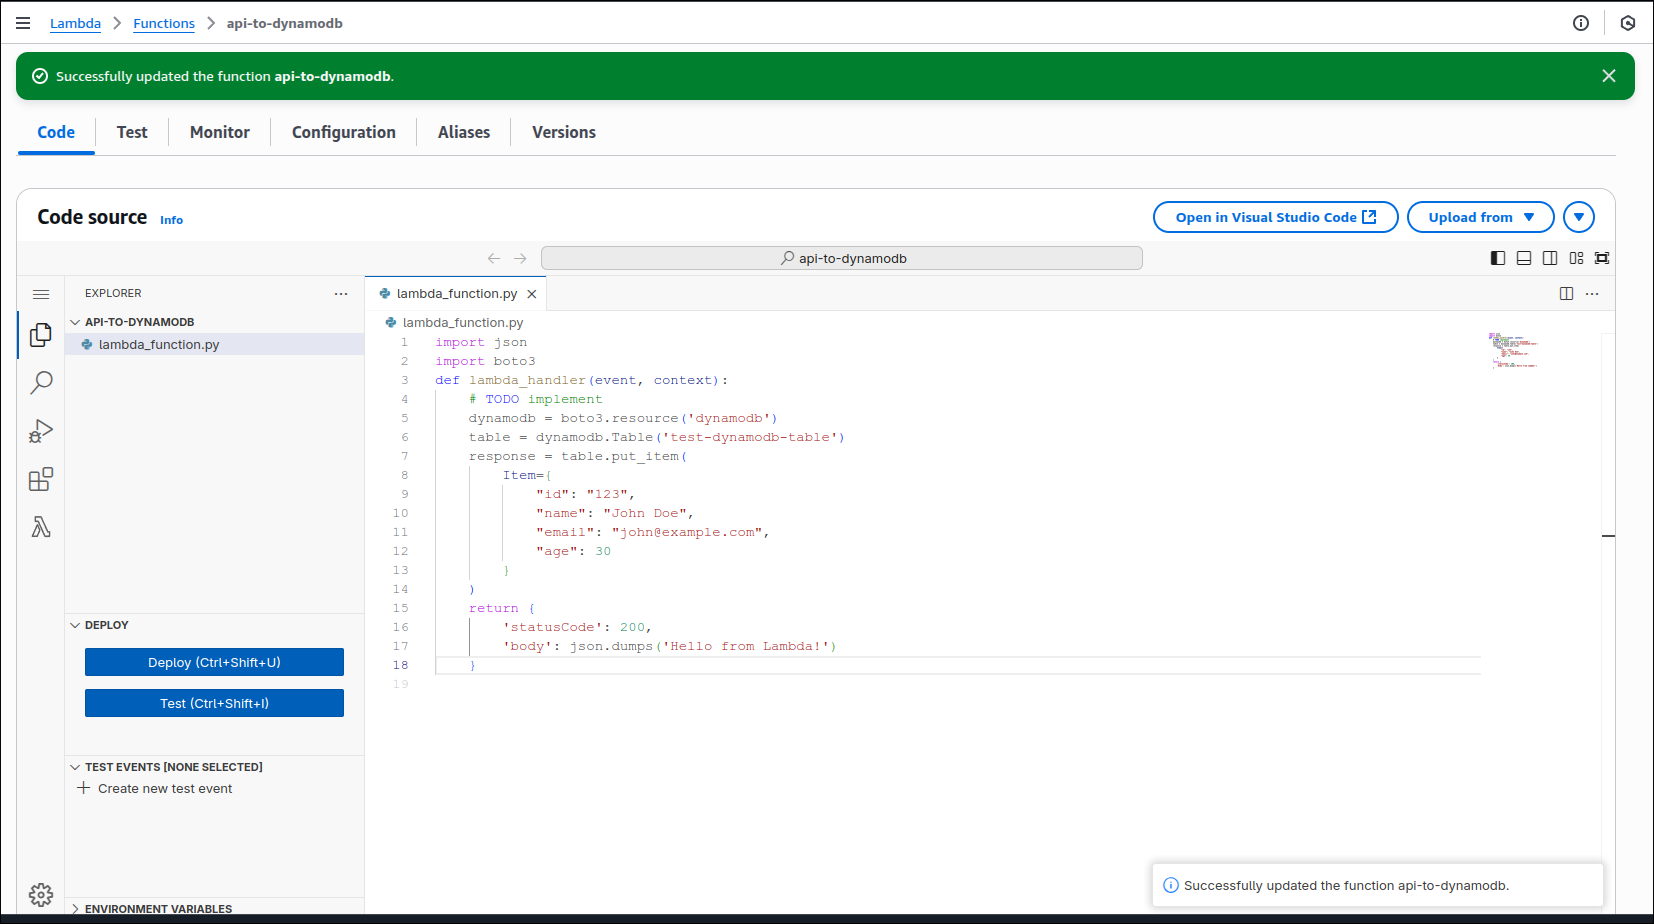 Lambda > Functions > api-to-dynamodb
Successfully updated the function api-to-dynamodb.
Code Test Monitor Configuration Aliases Versions
Code source Info
Open in Visual Studio Code Upload from
api-to-dynamodb
EXPLORER
API-TO-DYNAMODB
lambda_function.py
DEPLOY
Deploy (Ctrl+Shift+U)
Test (Ctrl+Shift+I)
TEST EVENTS [NONE SELECTED]
Create new test event
ENVIRONMENT VARIABLES
lambda_function.py
lambda_function.py
1 import json
2 import boto3
3 def lambda_handler(event, context):
4     # TODO implement
5     dynamodb = boto3.resource('dynamodb')
6     table = dynamodb.Table('test-dynamodb-table')
7     response = table.put_item(
8         Item={
9             "id": "123",
10             "name": "John Doe",
11             "email": "john@example.com",
12             "age": 30
13         }
14     )
15     return {
16         'statusCode': 200,
17         'body': json.dumps('Hello from Lambda!')
18     }
19
Successfully updated the function api-to-dynamodb.